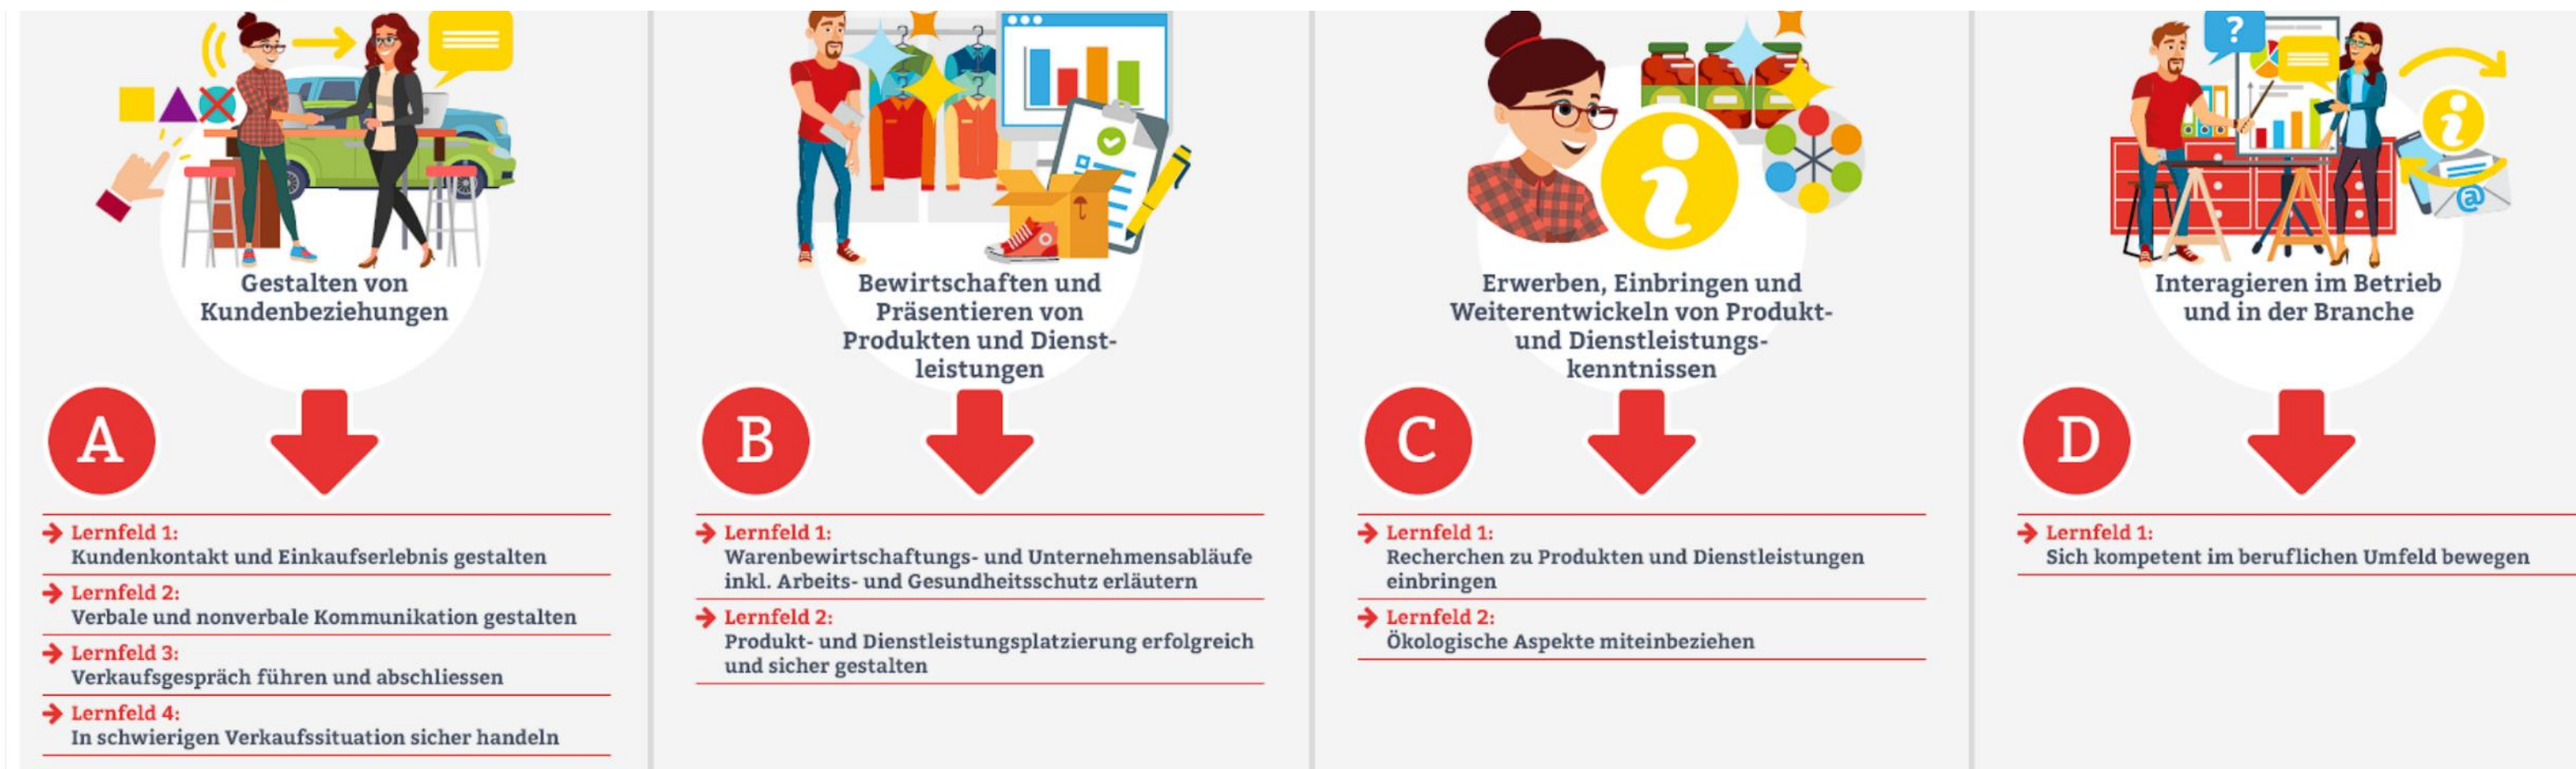 ?
i
i
@
Gestalten von
Kundenbeziehungen
A
Lernfeld 1:
Kundenkontakt und Einkaufserlebnis gestalten
Lernfeld 2:
Verbale und nonverbale Kommunikation gestalten
Lernfeld 3:
Verkaufsgespräch führen und abschliessen
Lernfeld 4:
In schwierigen Verkaufssituation sicher handeln
Bewirtschaften und
Präsentieren von
Produkten und Dienst-
leistungen
B
Lernfeld 1:
Warenbewirtschaftungs- und Unternehmensabläufe
inkl. Arbeits- und Gesundheitsschutz erläutern
Lernfeld 2:
Produkt- und Dienstleistungsplatzierung erfolgreich
und sicher gestalten
Erwerben, Einbringen und
Weiterentwickeln von Produkt-
und Dienstleistungs-
kenntnissen
C
Lernfeld 1:
Recherchen zu Produkten und Dienstleistungen
einbringen
Lernfeld 2:
Ökologische Aspekte miteinbeziehen
Interagieren im Betrieb
und in der Branche
D
Lernfeld 1:
Sich kompetent im beruflichen Umfeld bewegen